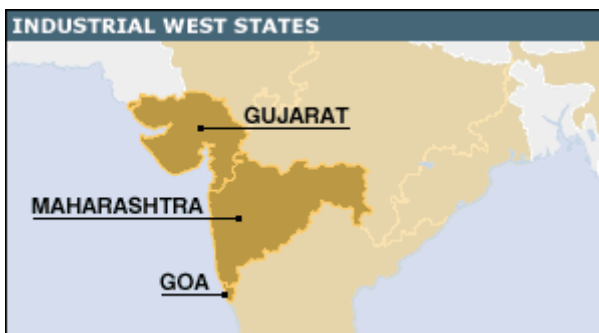 INDUSTRIAL WEST STATES
GUJARAT
MAHARASHTRA
GOA